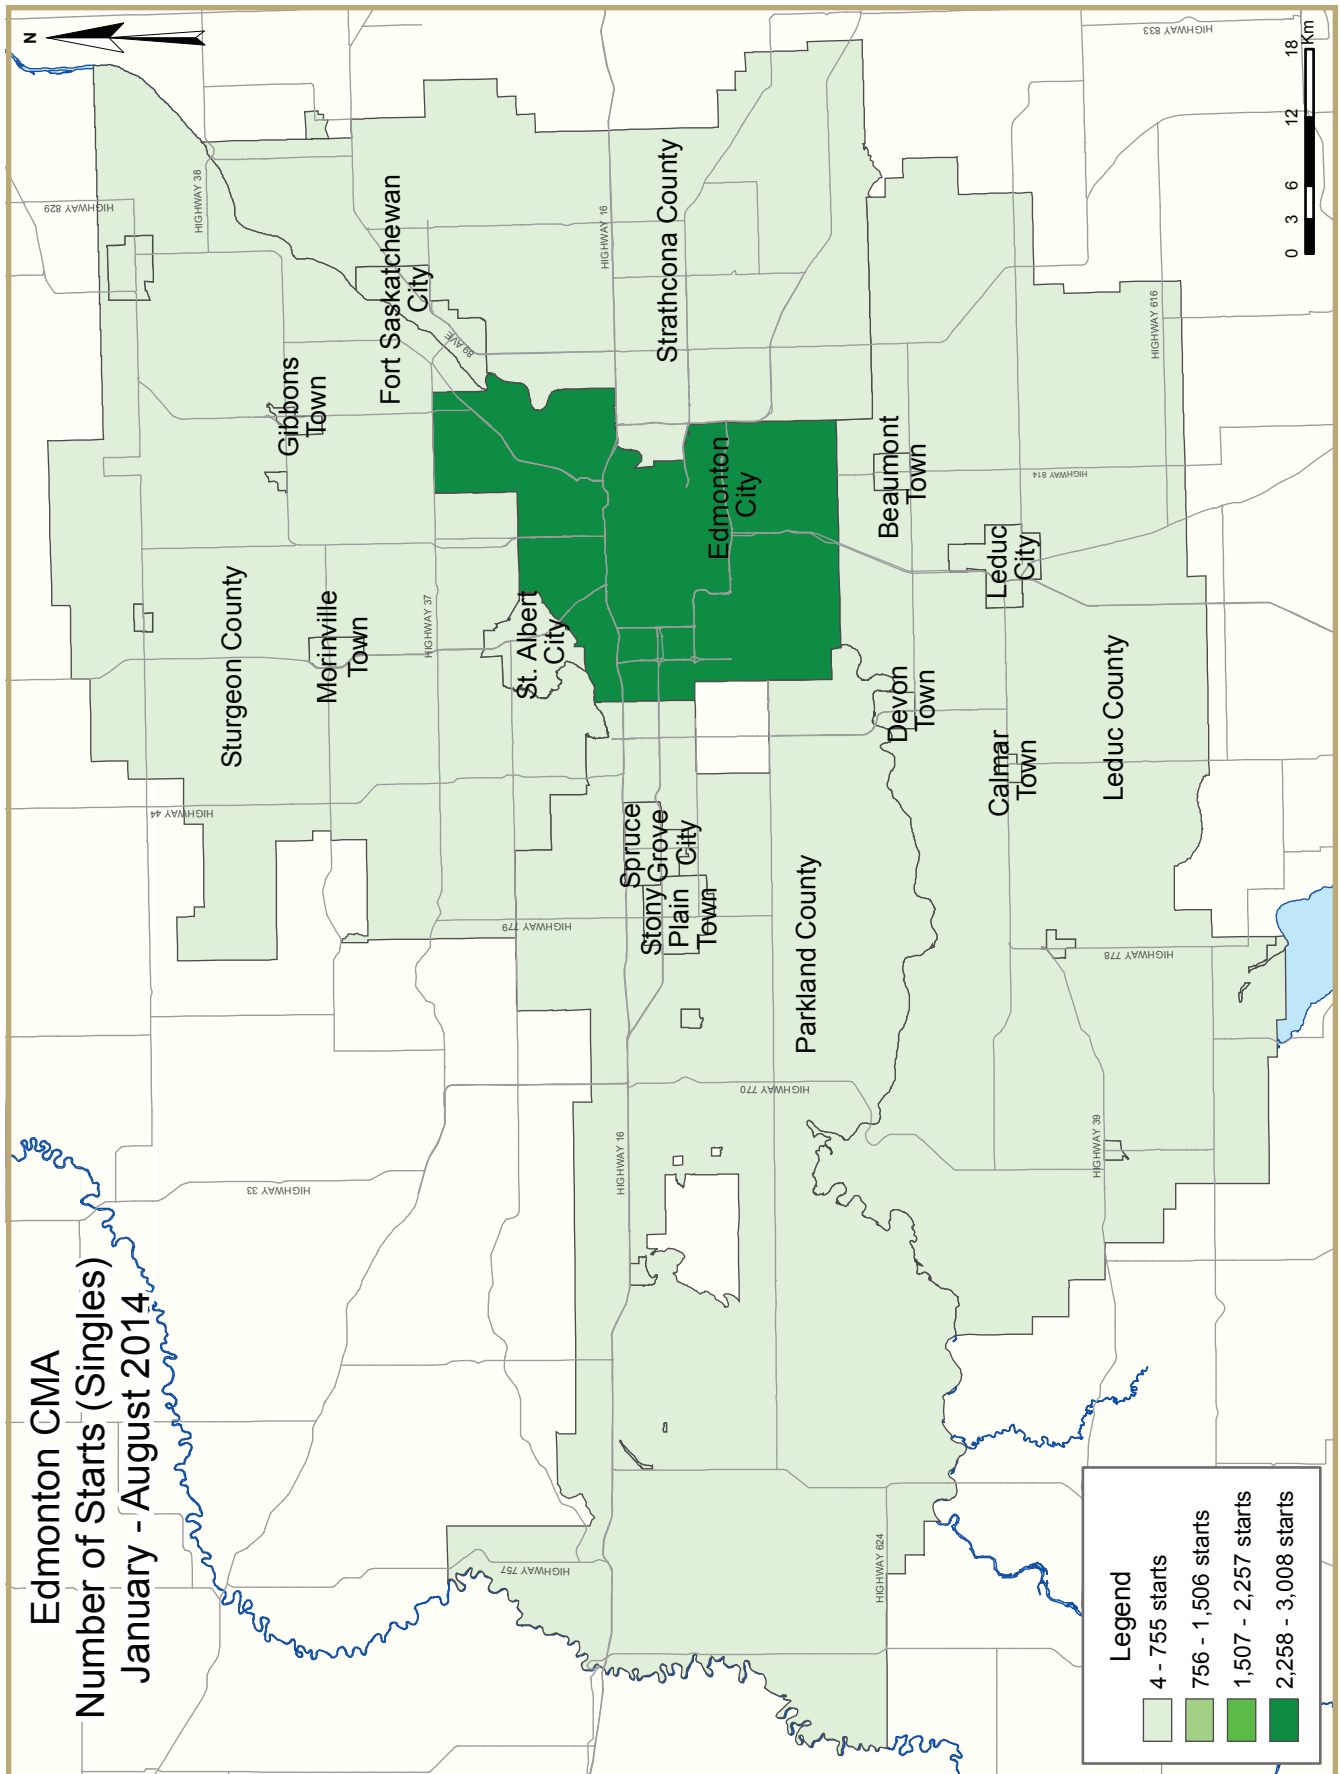 Edmonton CMA
Number of Starts (Singles)
January - August 2014
N
HIGHWAY 829
HIGHWAY 38
HIGHWAY 833
Gibbons
Town
Fort Saskatchewan
City
89 AVE
HIGHWAY 16
Strathcona County
Sturgeon County
Morinville
Town
HIGHWAY 44
HIGHWAY 37
St. Albert
City
Edmonton
City
Beaumont
Town
HIGHWAY 814
HIGHWAY 616
Leduc
City
Devon
Town
Calmar
Town
Leduc County
Spruce
Grove
City
Stony
Plain
Town
HIGHWAY 779
Parkland County
HIGHWAY 778
HIGHWAY 770
HIGHWAY 39
HIGHWAY 33
HIGHWAY 16
HIGHWAY 757
HIGHWAY 624
0 3 6 12 18
Km
Legend
4 - 755 starts
756 - 1,506 starts
1,507 - 2,257 starts
2,258 - 3,008 starts